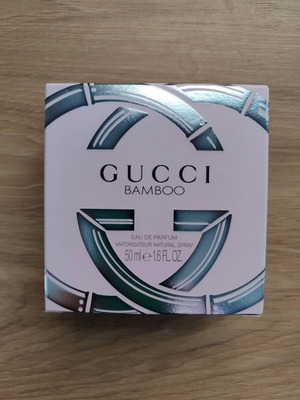 GUCCI
BAMBOO
EAU DE PARFUM
VAPORISATEUR NATURAL SPRAY
50 ml e 1.6 FL.OZ.